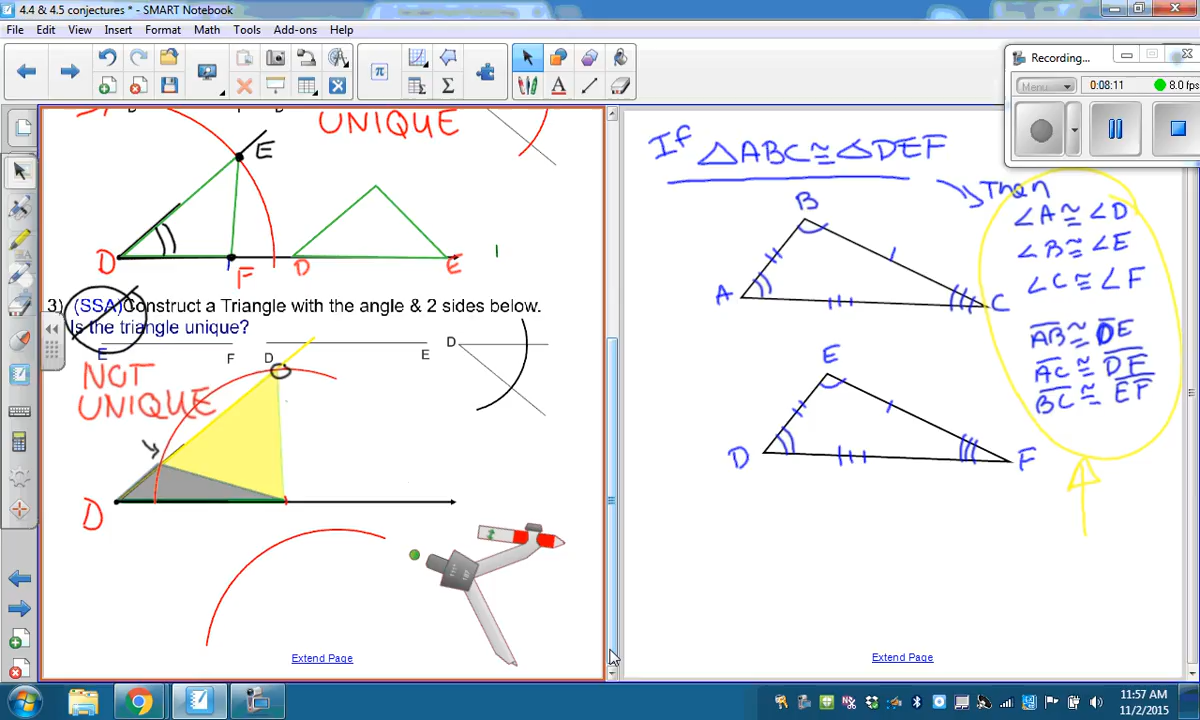 4.4 & 4.5 conjectures * - SMART Notebook
File Edit View Insert Format Math Tools Add-ons Help
Recording...
Menu
0:08:11
8.0 fps
UNIQUE
E
D
F
D
E
3) (SSA)Construct a Triangle with the angle & 2 sides below.
Is the triangle unique?
E F D E D
NOT
UNIQUE
D
Extend Page
If △ABC≅△DEF
Then
∠A ≅ ∠D
∠B ≅ ∠E
∠C ≅ ∠F
AB ≅ DE
AC ≅ DF
BC ≅ EF
B
A
C
E
D
F
Extend Page
11:57 AM
11/2/2015